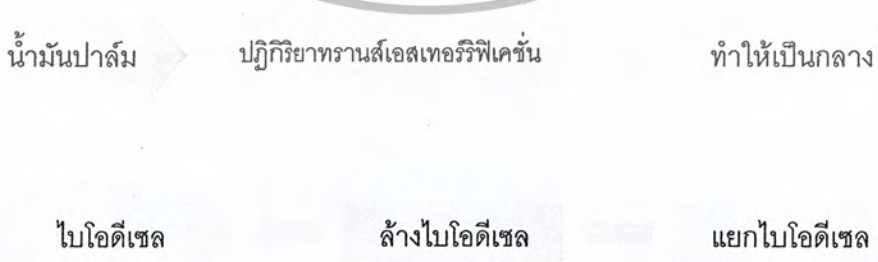 น้ำมันปาล์ม ปฏิกิริยาทรานส์เอสเทอร์ริฟิเคชั่น ทำให้เป็นกลาง
ไบโอดีเซล ล้างไบโอดีเซล แยกไบโอดีเซล